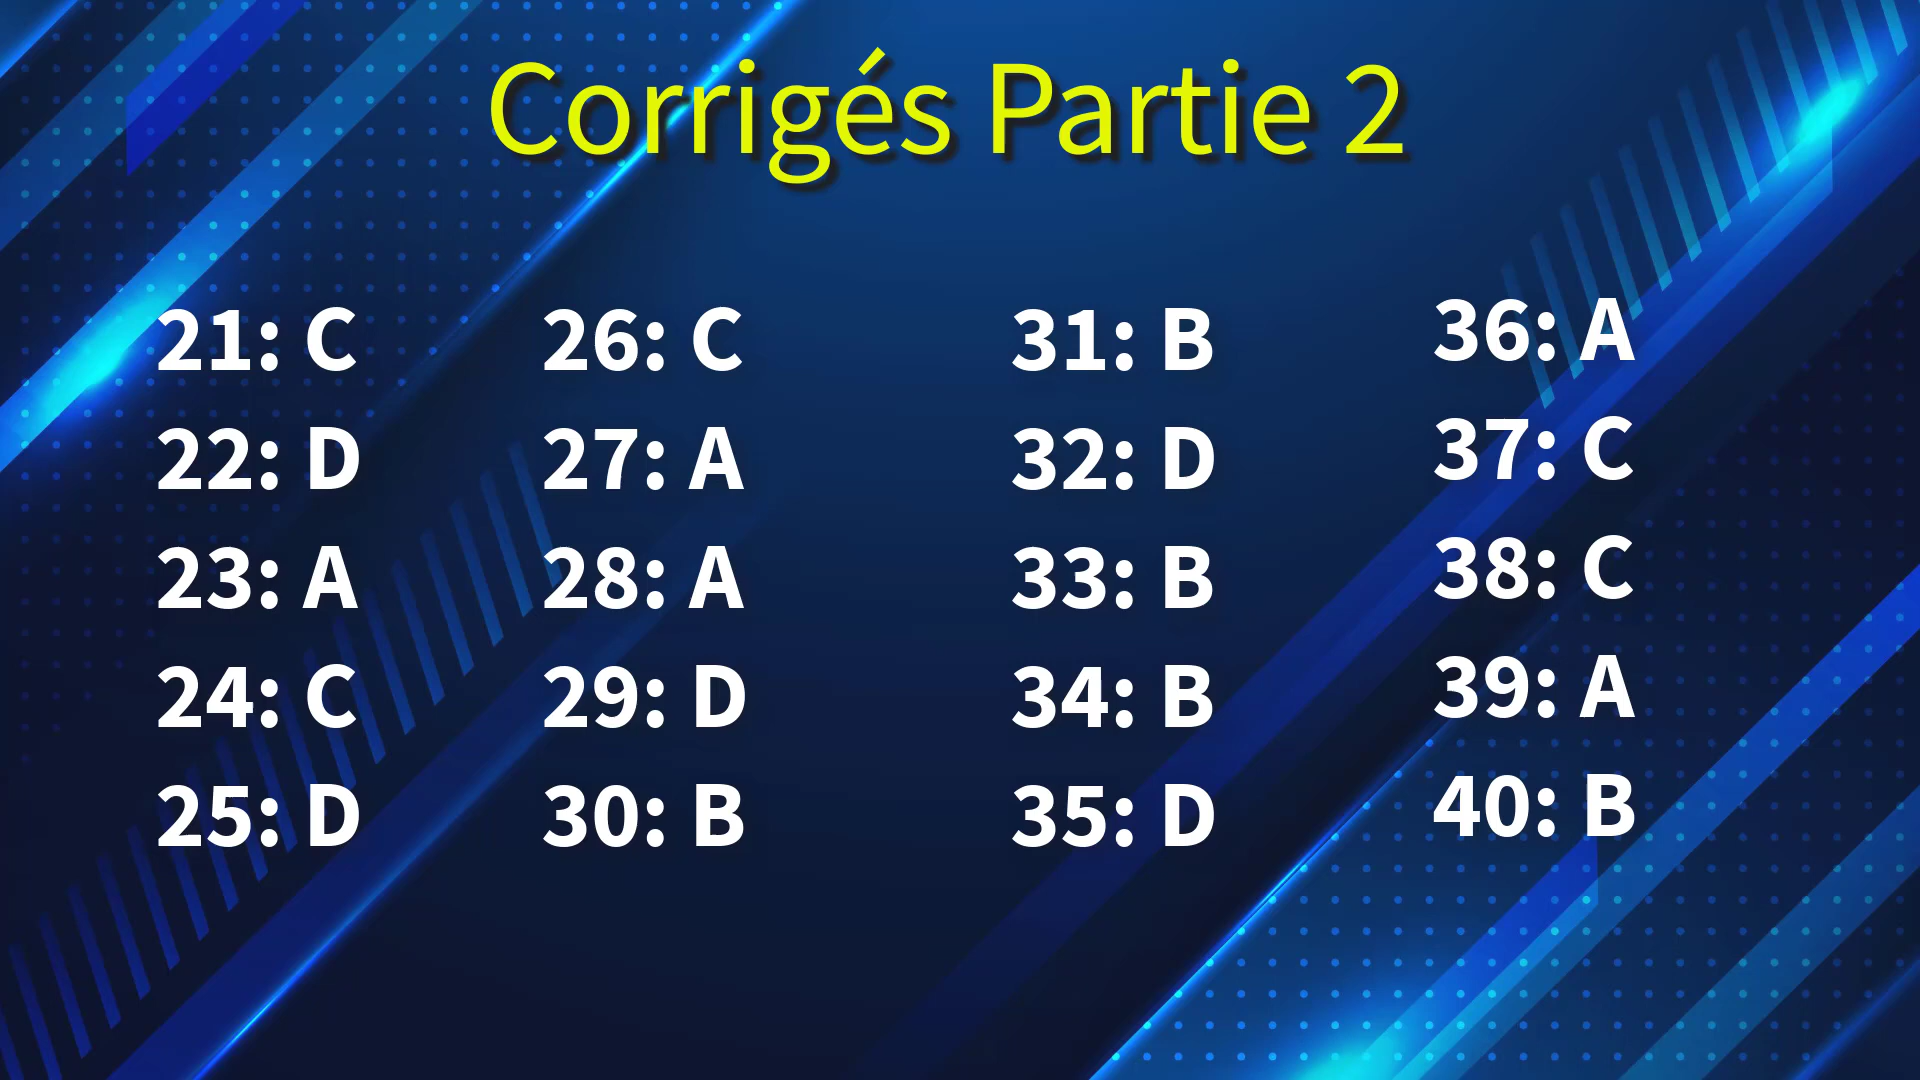 Corrigés Partie 2
21: C
22: D
23: A
24: C
25: D
26: C
27: A
28: A
29: D
30: B
31: B
32: D
33: B
34: B
35: D
36: A
37: C
38: C
39: A
40: B